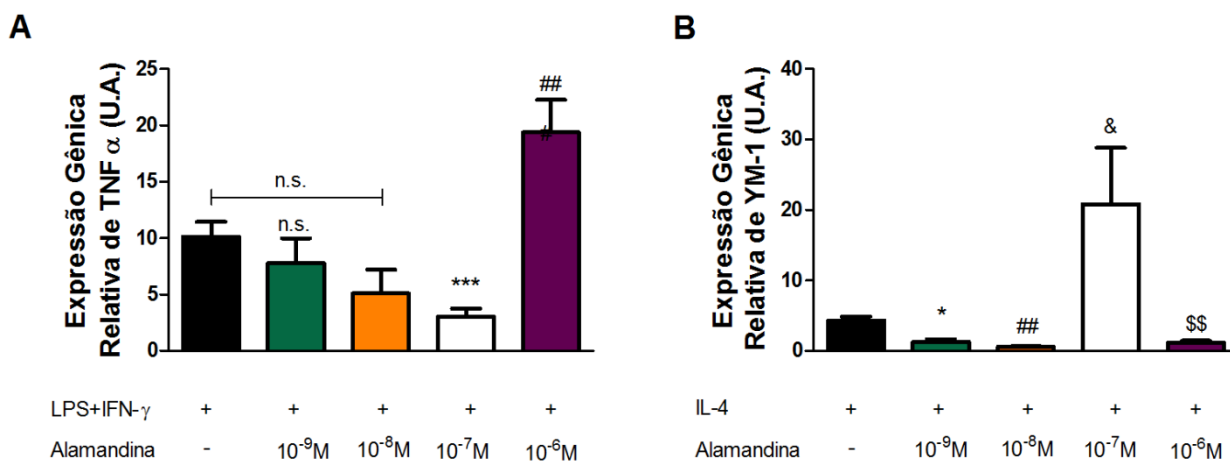 A
Expressão Gênica
Relativa de TNF α (U.A.)
25
20
15
10
5
0
n.s.
n.s.
***
##
#
LPS+IFN-γ + + + + +
Alamandina - 10⁻⁹M 10⁻⁸M 10⁻⁷M 10⁻⁶M
B
Expressão Gênica
Relativa de YM-1 (U.A.)
40
30
20
10
0
*
##
&
$$
IL-4 + + + + +
Alamandina - 10⁻⁹M 10⁻⁸M 10⁻⁷M 10⁻⁶M